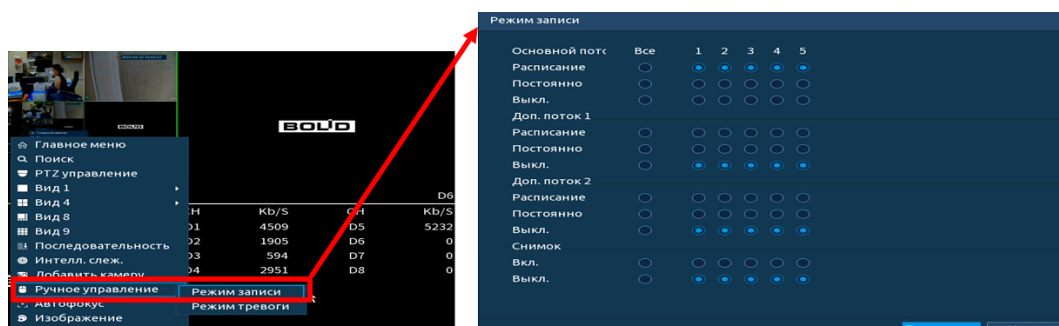 BOLID
BOLID
Главное меню
Поиск
PTZ управление
Вид 1
Вид 4
Вид 8
Вид 9
Последовательность
Интелл. слеж.
Добавить камеру
Ручное управление
Автофокус
Изображение
Режим записи
Режим тревоги
D6
CH Kb/S CH Kb/S
D1 4509 D5 5232
D2 1905 D6 0
D3 594 D7 0
D4 2951 D8 0
Режим записи
Основной пото Все 1 2 3 4 5
Расписание
Постоянно
Выкл.
Доп. поток 1
Расписание
Постоянно
Выкл.
Доп. поток 2
Расписание
Постоянно
Выкл.
Снимок
Вкл.
Выкл.